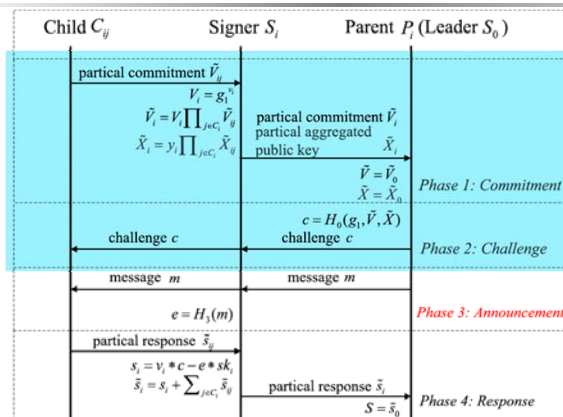 Child C_ij Signer S_i Parent P_i (Leader S_0)
partical commitment Ṽ_ij
V_i = g_1^{v_i}
Ṽ_i = V_i ∏_{j∈C_i} Ṽ_ij
partical commitment Ṽ_i
partical aggregated
X̃_i = y_i ∏_{j∈C_i} X̃_ij
public key X̃_i
Ṽ = Ṽ_0
X̃ = X̃_0
Phase 1: Commitment
c = H_0(g_1, Ṽ, X̃)
challenge c challenge c
Phase 2: Challenge
message m message m
e = H_3(m)
Phase 3: Announcement
partical response s̃_ij
s_i = v_i * c − e * sk_i
s̃_i = s_i + ∑_{j∈C_i} s̃_ij
partical response s̃_i
S = s̃_0
Phase 4: Response